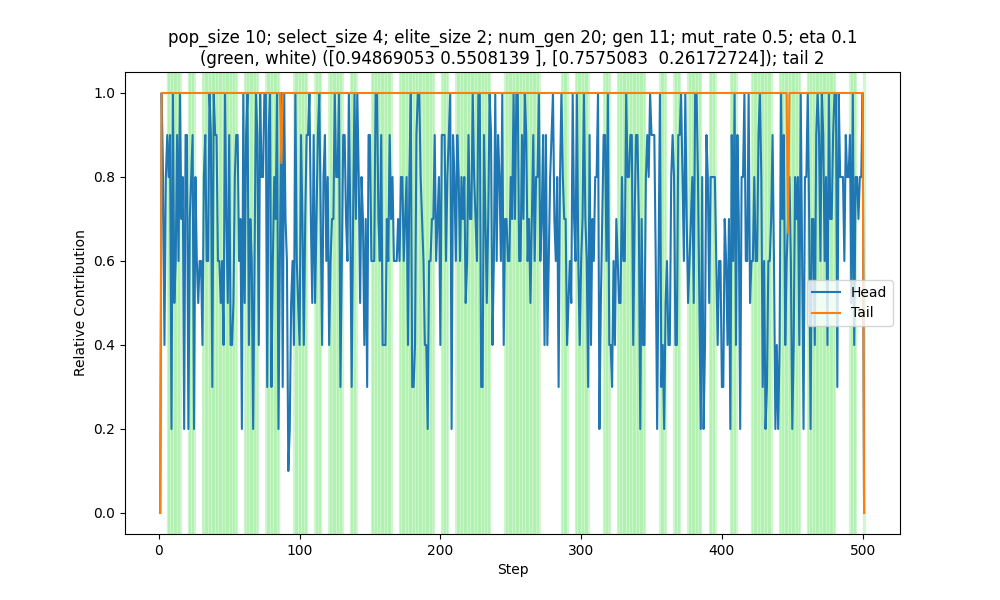 pop_size 10; select_size 4; elite_size 2; num_gen 20; gen 11; mut_rate 0.5; eta 0.1
(green, white) ([0.94869053 0.5508139 ], [0.7575083  0.26172724]); tail 2
1.0
0.8
0.6
0.4
0.2
0.0
Relative Contribution
Head
Tail
0
100
200
300
400
500
Step